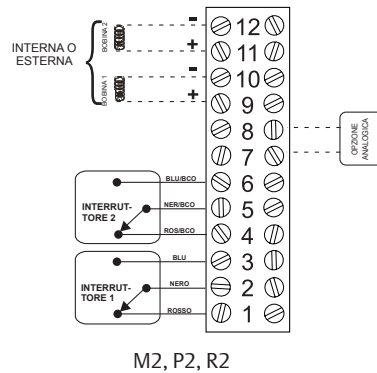 INTERNA O
ESTERNA
BOBINA 2
-
+
BOBINA 1
-
+
12
11
10
9
8
7
6
5
4
3
2
1
OPZIONE
ANALOGICA
INTERRUT-
TORE 2
BLU/BCO
NER/BCO
ROS/BCO
INTERRUT-
TORE 1
BLU
NERO
ROSSO
M2, P2, R2